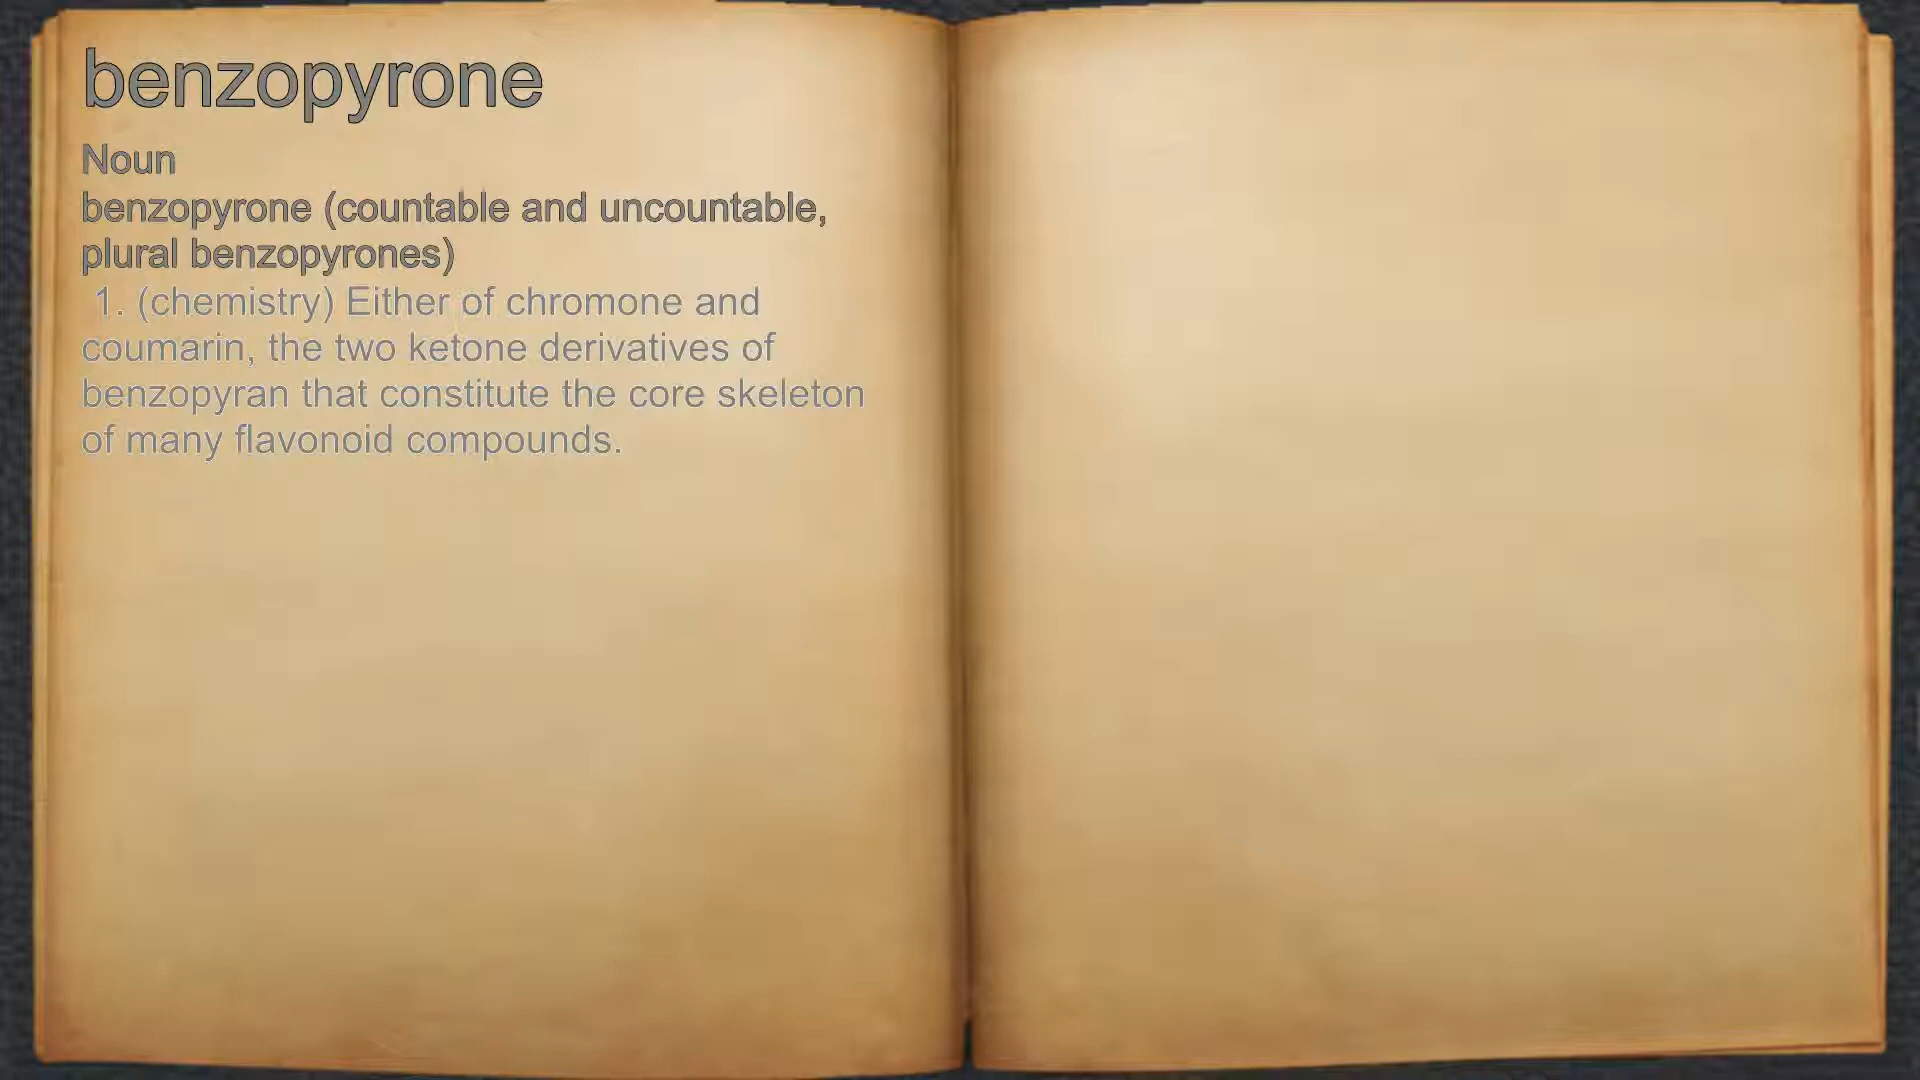 benzopyrone
Noun
benzopyrone (countable and uncountable,
plural benzopyrones)
1. (chemistry) Either of chromone and
coumarin, the two ketone derivatives of
benzopyran that constitute the core skeleton
of many flavonoid compounds.